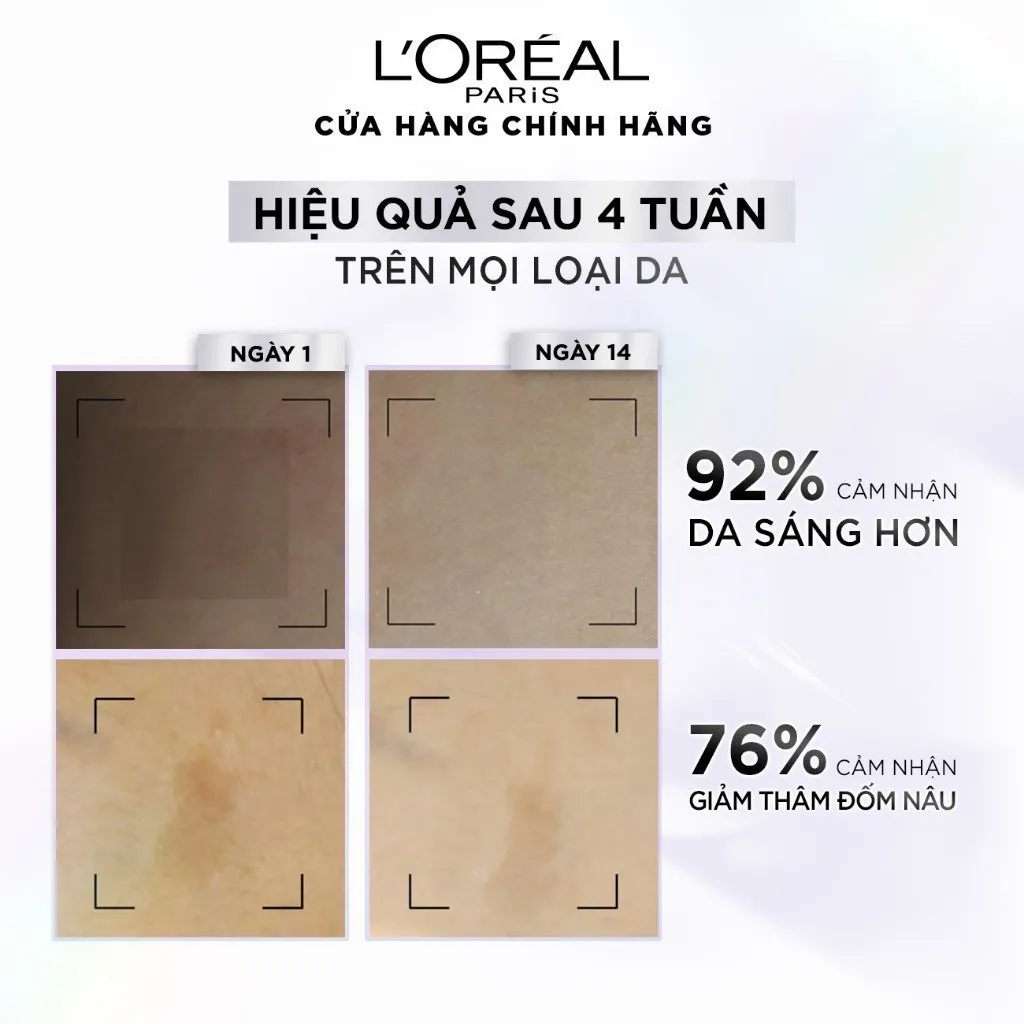 L'ORÉAL
PARiS
CỬA HÀNG CHÍNH HÃNG
HIỆU QUẢ SAU 4 TUẦN
TRÊN MỌI LOẠI DA
NGÀY 1
NGÀY 14
92% CẢM NHẬN
DA SÁNG HƠN
76% CẢM NHẬN
GIẢM THÂM ĐỐM NÂU